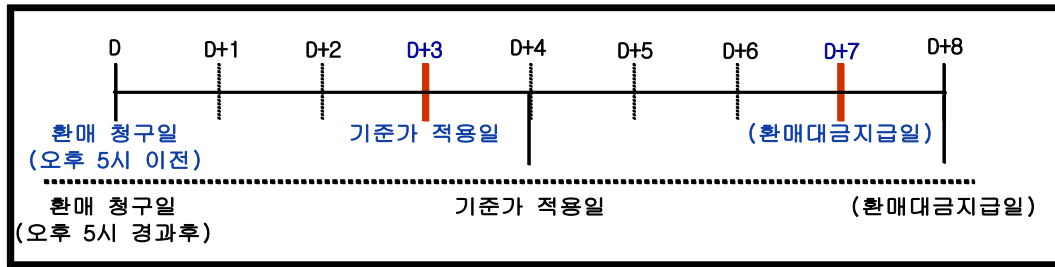 D D+1 D+2 D+3 D+4 D+5 D+6 D+7 D+8
환매 청구일 기준가 적용일 (환매대금지급일)
(오후 5시 이전)
환매 청구일 기준가 적용일 (환매대금지급일)
(오후 5시 경과후)